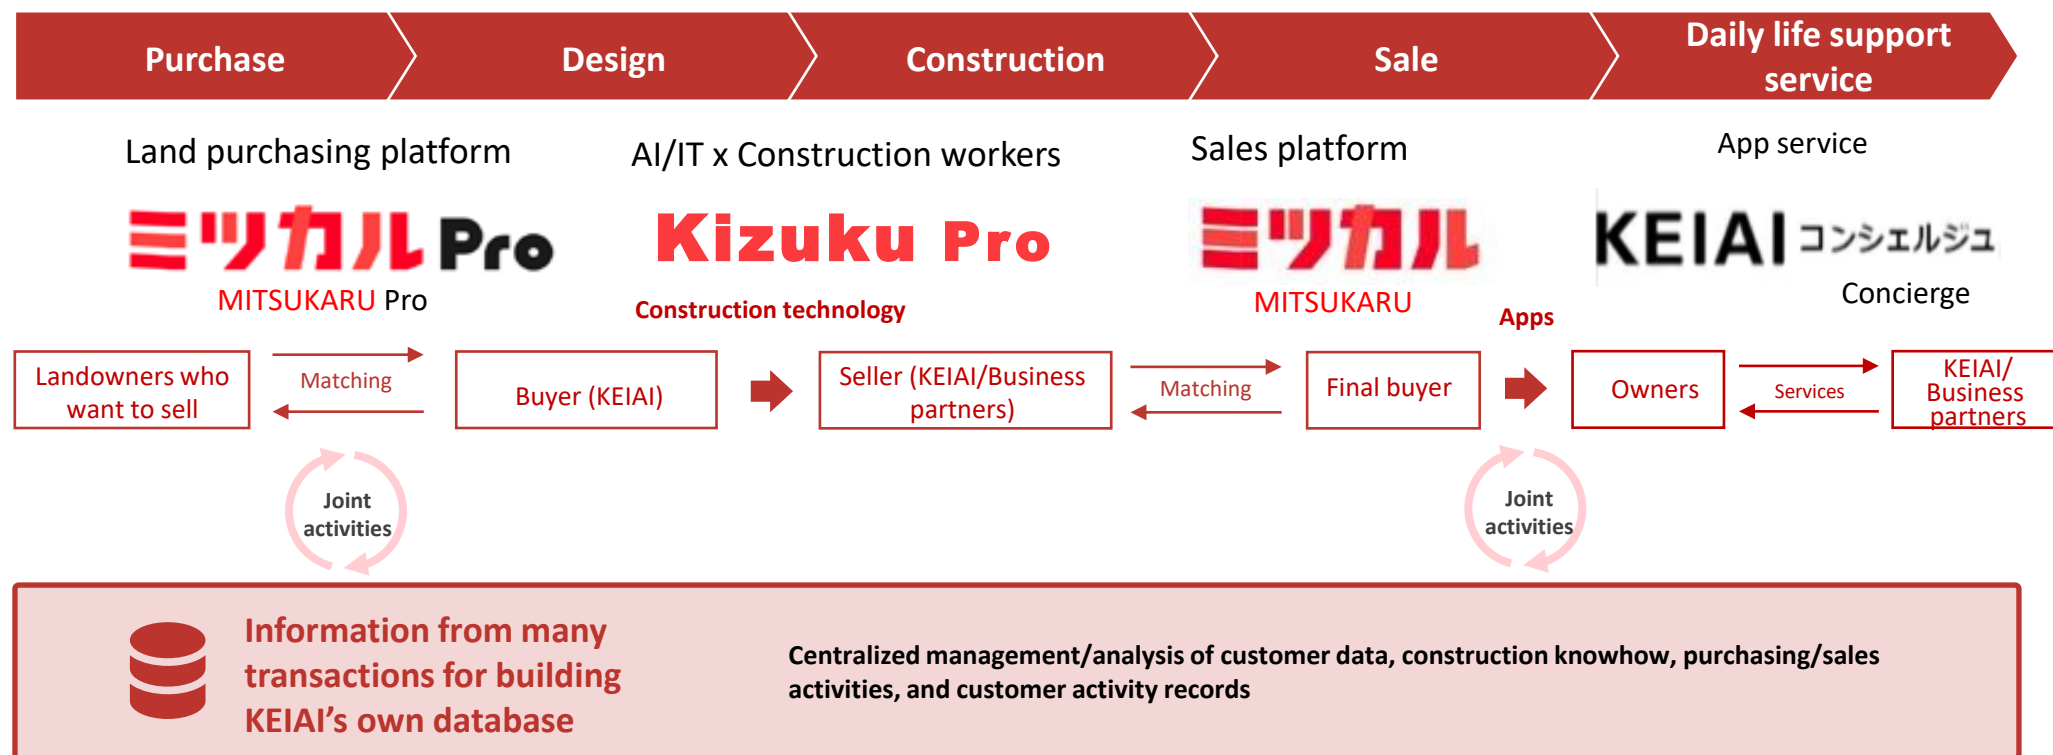 Purchase
Design
Construction
Sale
Daily life support
service
Land purchasing platform
AI/IT x Construction workers
Sales platform
App service
ミツカル Pro
Kizuku Pro
ミツカル
KEIAI コンシェルジュ
MITSUKARU Pro
MITSUKARU
Concierge
Construction technology
Apps
Landowners who
want to sell
Matching
Buyer (KEIAI)
Seller (KEIAI/Business
partners)
Matching
Final buyer
Owners
Services
KEIAI/
Business
partners
Joint
activities
Joint
activities
Information from many
transactions for building
KEIAI’s own database
Centralized management/analysis of customer data, construction knowhow, purchasing/sales
activities, and customer activity records